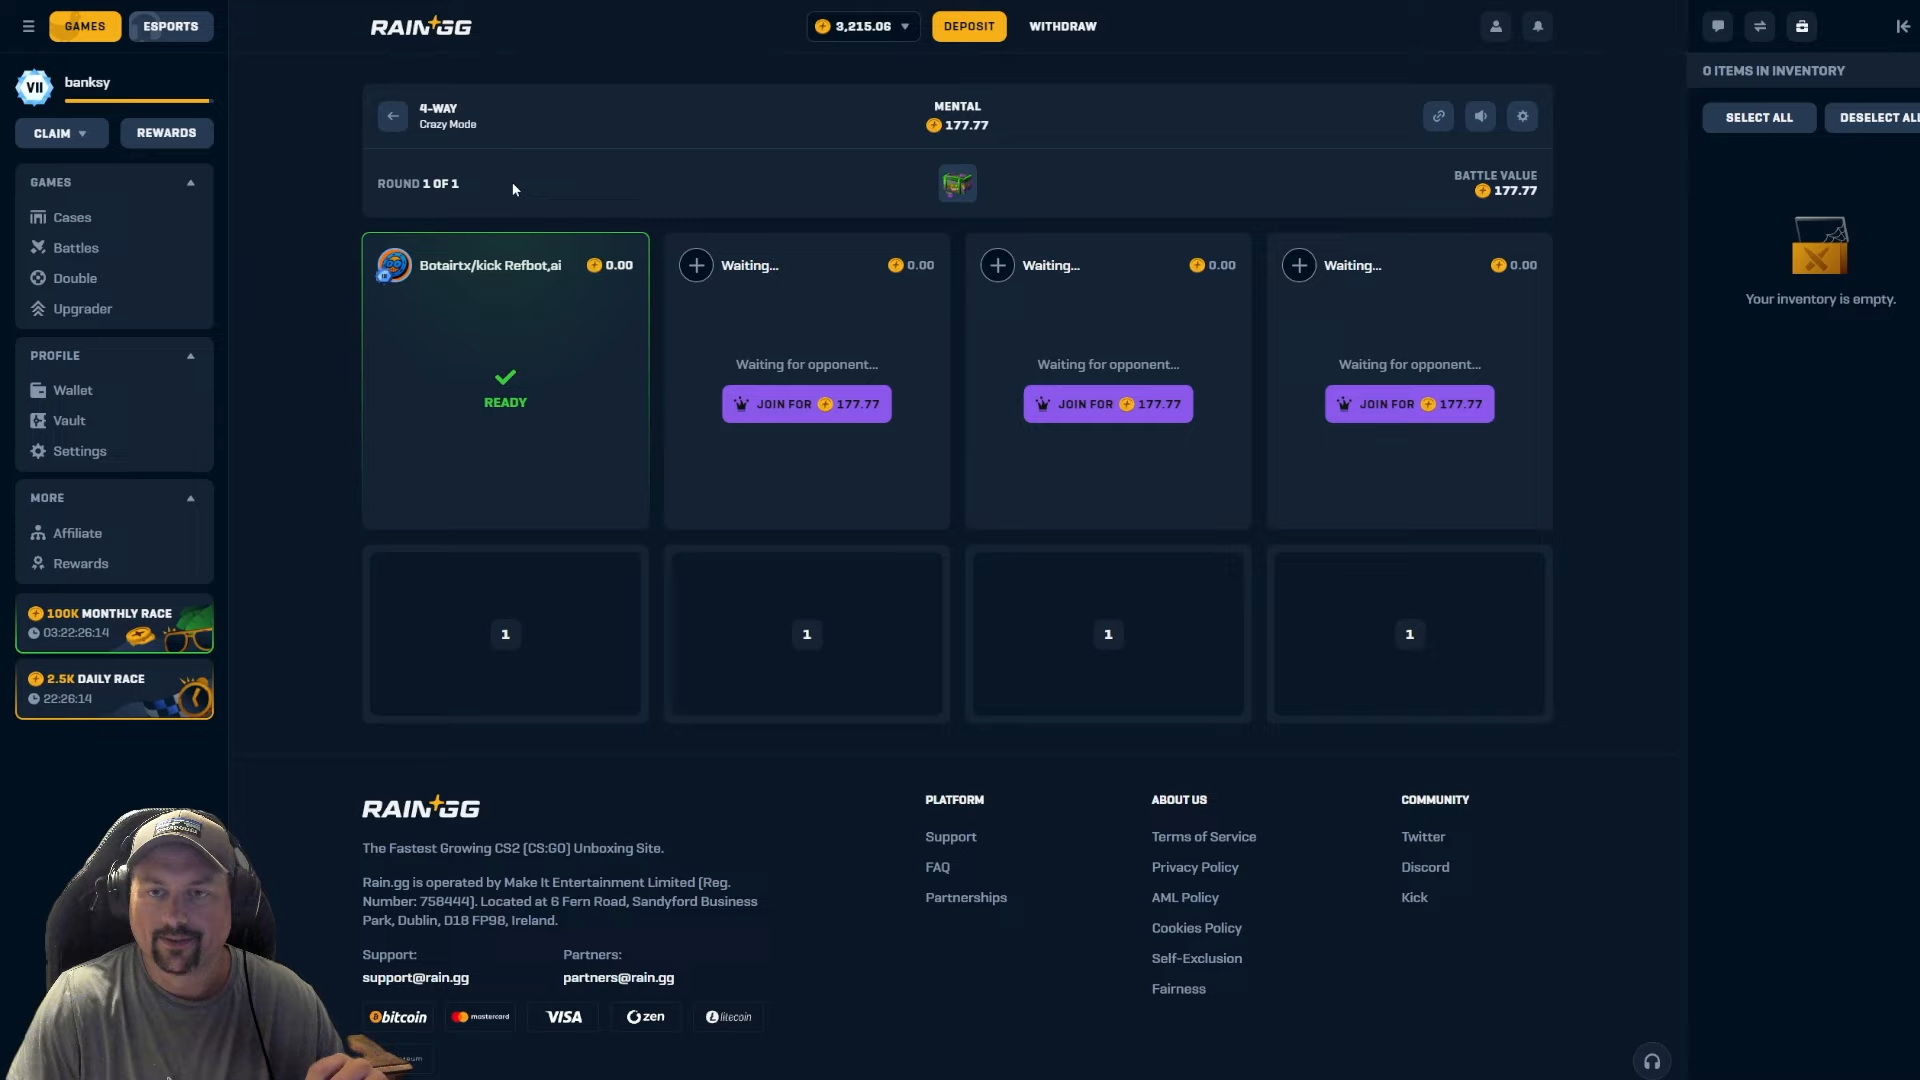 GAMES
ESPORTS
RAIN GG
3,215.06
DEPOSIT
WITHDRAW
VII
banksy
CLAIM
REWARDS
GAMES
Cases
Battles
Double
Upgrader
PROFILE
Wallet
Vault
Settings
MORE
Affiliate
Rewards
100K MONTHLY RACE
03:22:26:14
2.5K DAILY RACE
22:26:14
4-WAY
Crazy Mode
MENTAL
177.77
ROUND 1 OF 1
BATTLE VALUE
177.77
Botairtx/kick Refbot,ai
0.00
Waiting...
0.00
Waiting...
0.00
Waiting...
0.00
READY
Waiting for opponent...
JOIN FOR 177.77
Waiting for opponent...
JOIN FOR 177.77
Waiting for opponent...
JOIN FOR 177.77
1
1
1
1
0 ITEMS IN INVENTORY
SELECT ALL
DESELECT ALL
Your inventory is empty.
RAIN GG
The Fastest Growing CS2 (CS:GO) Unboxing Site.
Rain.gg is operated by Make It Entertainment Limited (Reg.
Number: 758444). Located at 6 Fern Road, Sandyford Business
Park, Dublin, D18 FP98, Ireland.
Support:
support@rain.gg
Partners:
partners@rain.gg
bitcoin
mastercard
VISA
zen
litecoin
PLATFORM
Support
FAQ
Partnerships
ABOUT US
Terms of Service
Privacy Policy
AML Policy
Cookies Policy
Self-Exclusion
Fairness
COMMUNITY
Twitter
Discord
Kick